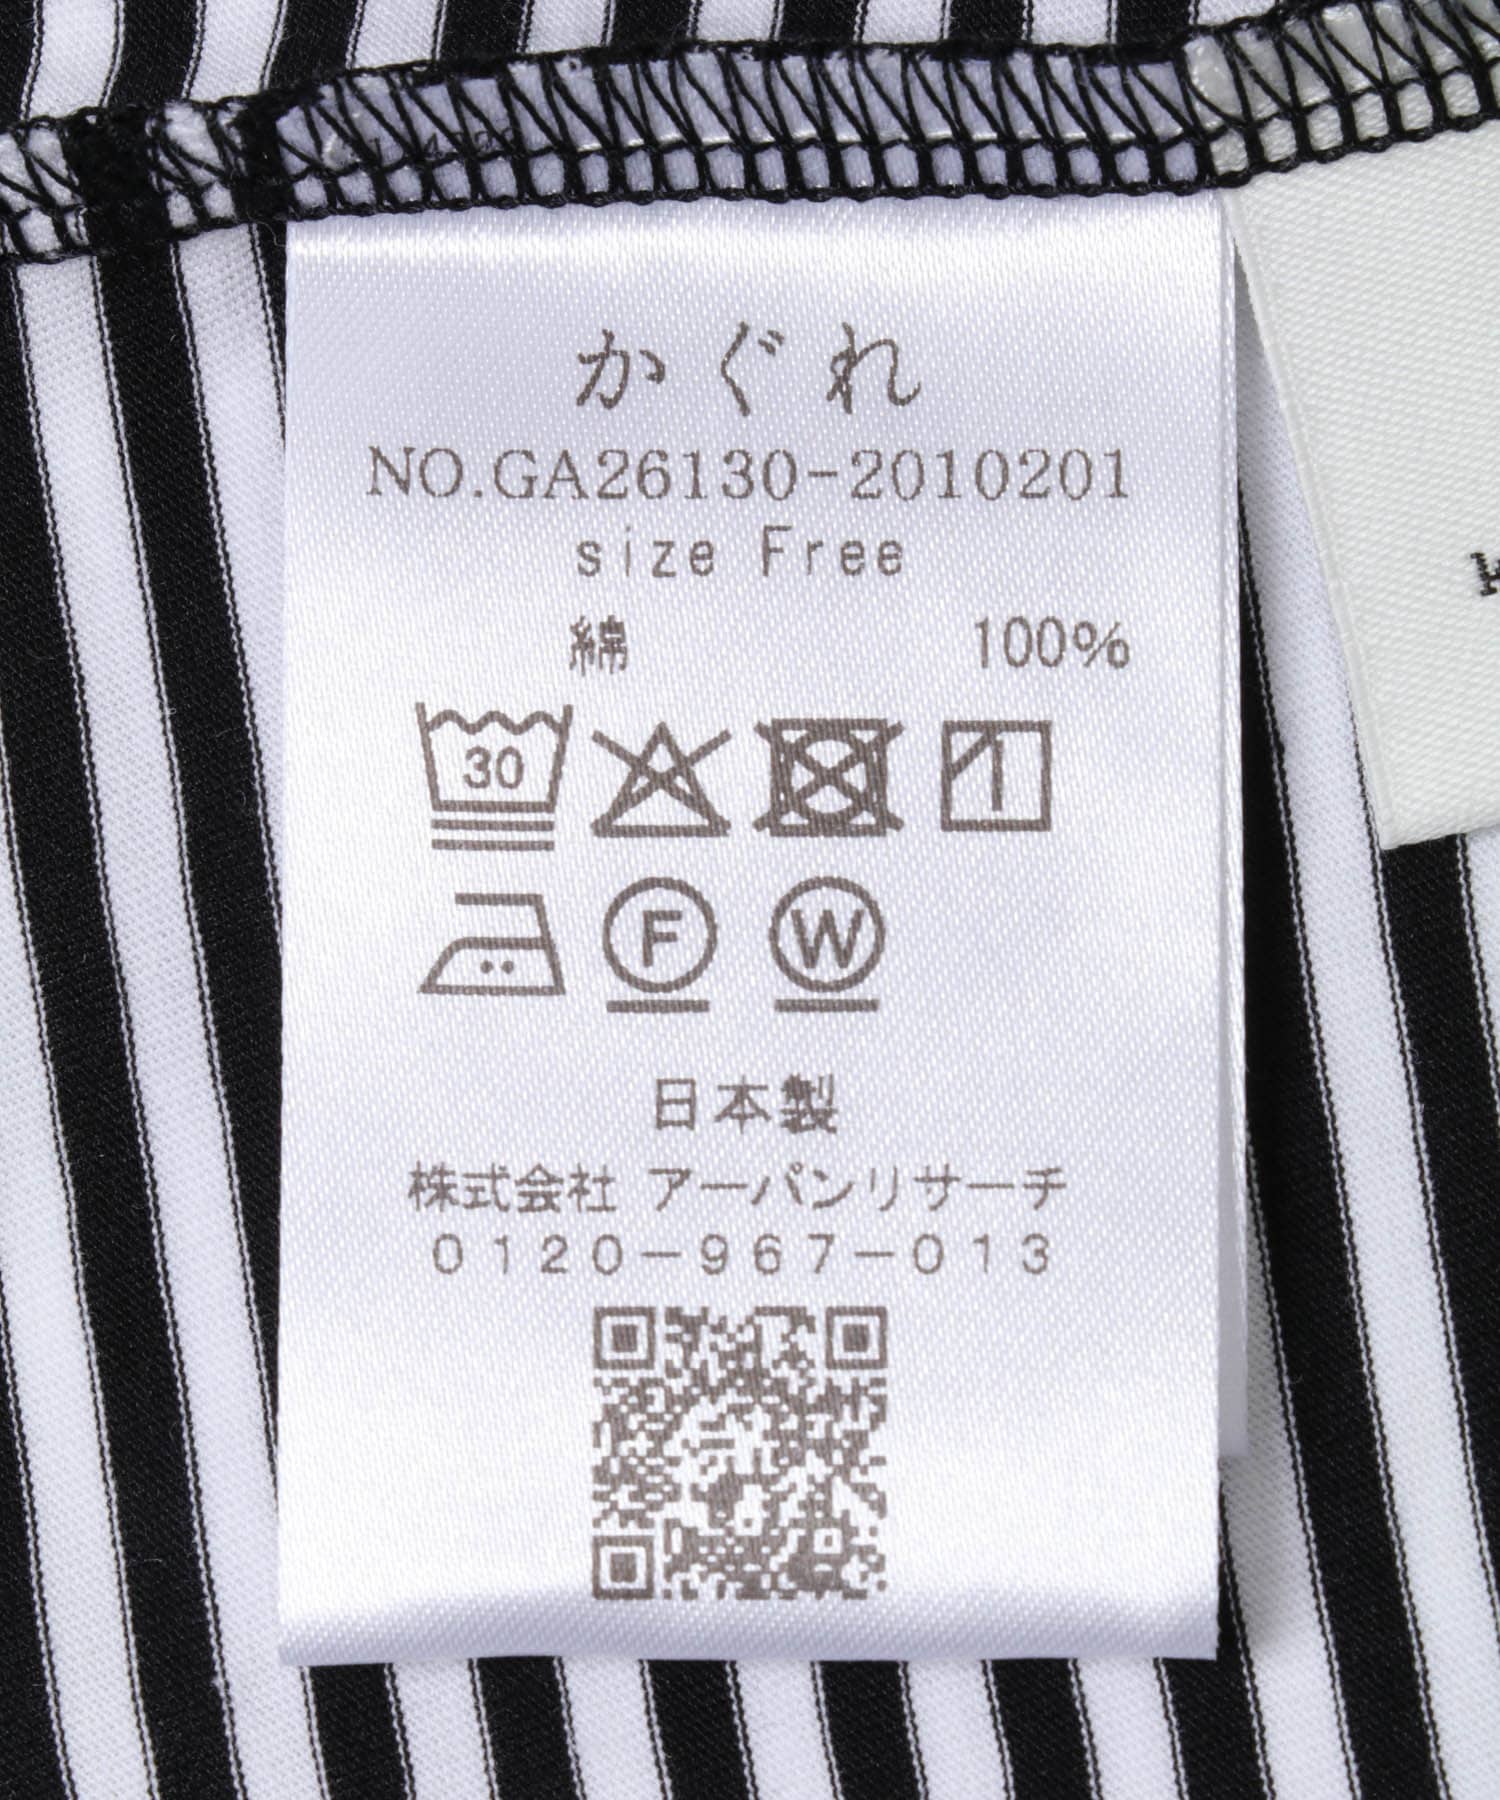 かぐれ
NO.GA26130-2010201
size Free
綿 100%
30
F W
日本製
株式会社 アーバンリサーチ
0120-967-013